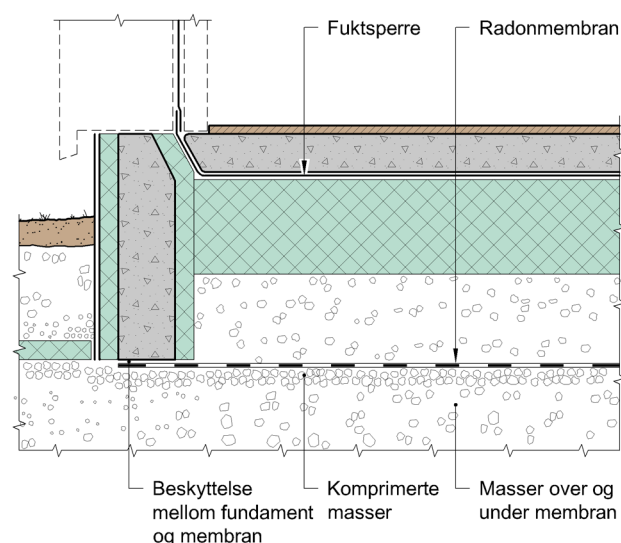 Fuktsperre
Radonmembran
Beskyttelse
mellom fundament
og membran
Komprimerte
masser
Masser over og
under membran